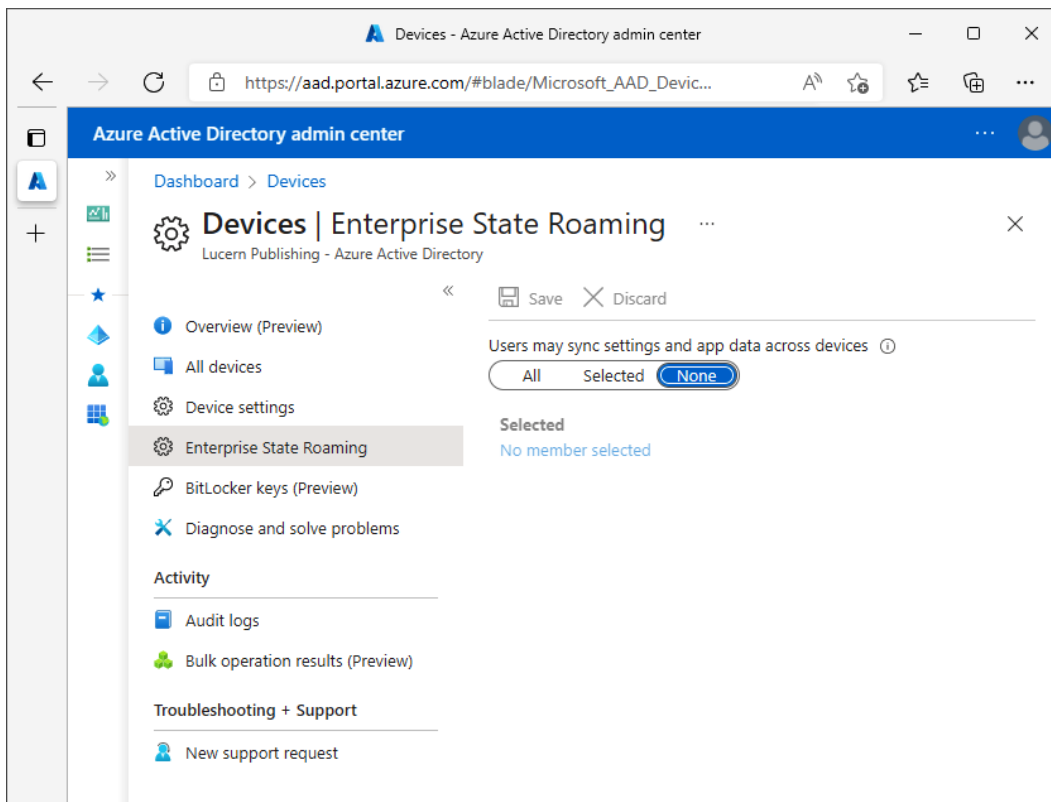 Devices - Azure Active Directory admin center
https://aad.portal.azure.com/#blade/Microsoft_AAD_Devic...
Azure Active Directory admin center
Dashboard > Devices
Devices | Enterprise State Roaming
Lucern Publishing - Azure Active Directory
Save Discard
Overview (Preview)
Users may sync settings and app data across devices
All devices
All Selected None
Device settings
Selected
Enterprise State Roaming
No member selected
BitLocker keys (Preview)
Diagnose and solve problems
Activity
Audit logs
Bulk operation results (Preview)
Troubleshooting + Support
New support request